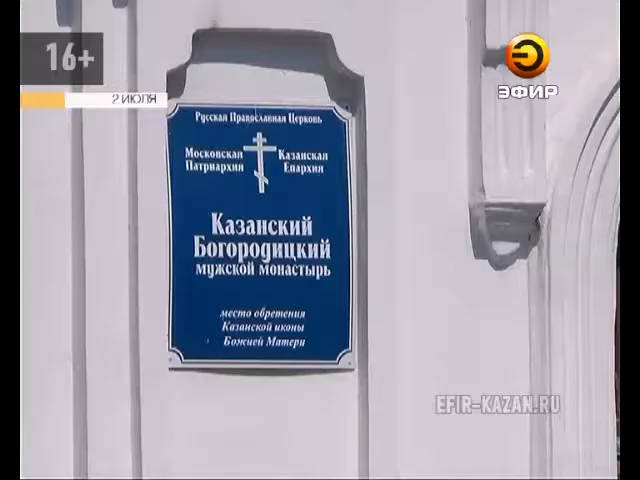 16+
2 ИЮЛЯ
Э
ЭФИР
Русская Православная Церковь
Московская Патриархия
Казанская Епархия
Казанский
Богородицкий
мужской монастырь
место обретения
Казанской иконы
Божией Матери
EFIR-KAZAN.RU